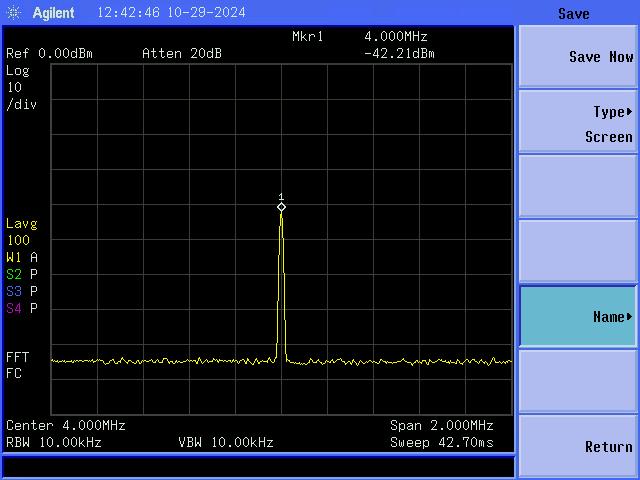 Agilent 12:42:46 10-29-2024 Save
Mkr1 4.000MHz
Ref 0.00dBm Atten 20dB -42.21dBm
Log
10
/div
1
Lavg
100
W1 A
S2 P
S3 P
S4 P
FFT
FC
Center 4.000MHz Span 2.000MHz
RBW 10.00kHz VBW 10.00kHz Sweep 42.70ms
Save Now
Type
Screen
Name
Return